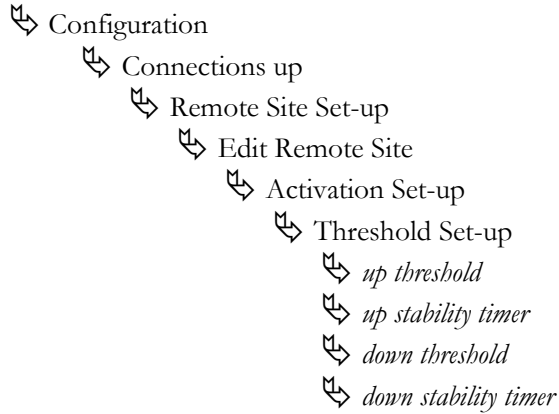 Configuration
Connections up
Remote Site Set-up
Edit Remote Site
Activation Set-up
Threshold Set-up
up threshold
up stability timer
down threshold
down stability timer